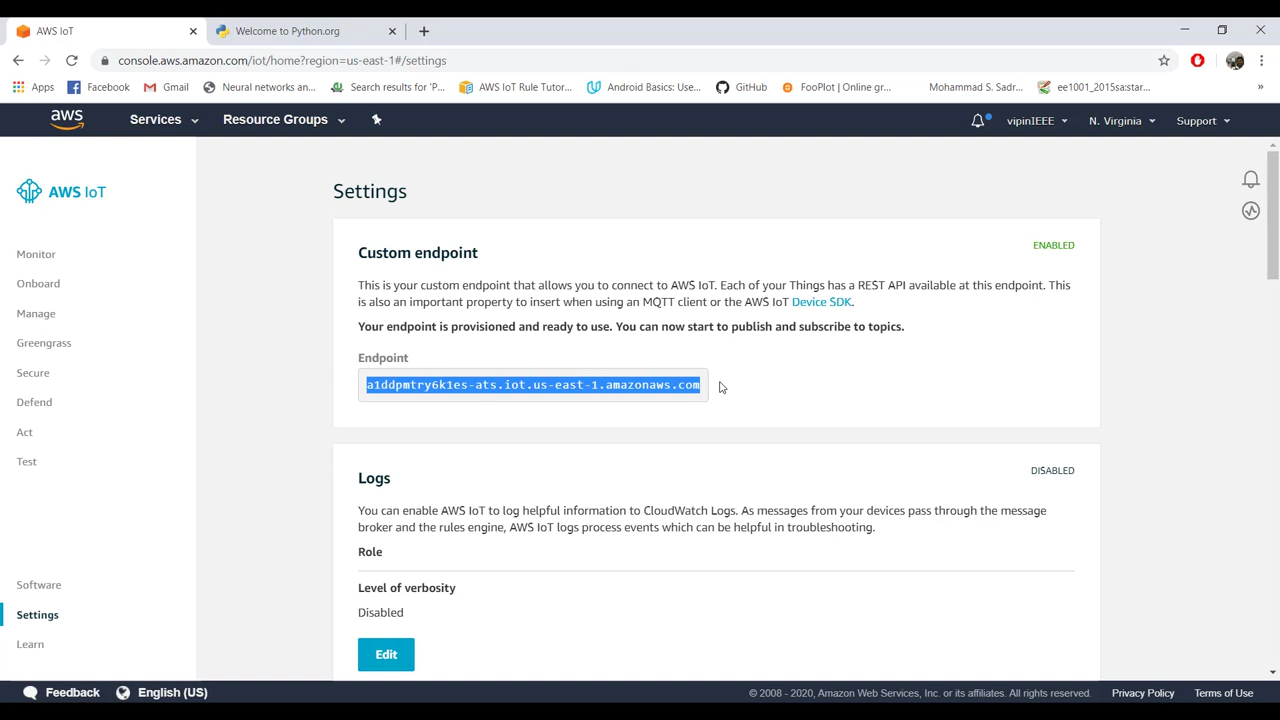 AWS IoT
Welcome to Python.org
console.aws.amazon.com/iot/home?region=us-east-1#/settings
Apps
Facebook
Gmail
Neural networks an...
Search results for 'P...
AWS IoT Rule Tutor...
Android Basics: Use...
GitHub
FooPlot | Online gr...
Mohammad S. Sadr...
ee1001_2015sa:star...
»
aws
Services
Resource Groups
vipinIEEE
N. Virginia
Support
AWS IoT
Monitor
Onboard
Manage
Greengrass
Secure
Defend
Act
Test
Software
Settings
Learn
Settings
Custom endpoint
ENABLED
This is your custom endpoint that allows you to connect to AWS IoT. Each of your Things has a REST API available at this endpoint. This
is also an important property to insert when using an MQTT client or the AWS IoT Device SDK.
Your endpoint is provisioned and ready to use. You can now start to publish and subscribe to topics.
Endpoint
a1ddpmtry6k1es-ats.iot.us-east-1.amazonaws.com
Logs
DISABLED
You can enable AWS IoT to log helpful information to CloudWatch Logs. As messages from your devices pass through the message
broker and the rules engine, AWS IoT logs process events which can be helpful in troubleshooting.
Role
Level of verbosity
Disabled
Edit
Feedback
English (US)
© 2008 - 2020, Amazon Web Services, Inc. or its affiliates. All rights reserved.
Privacy Policy
Terms of Use